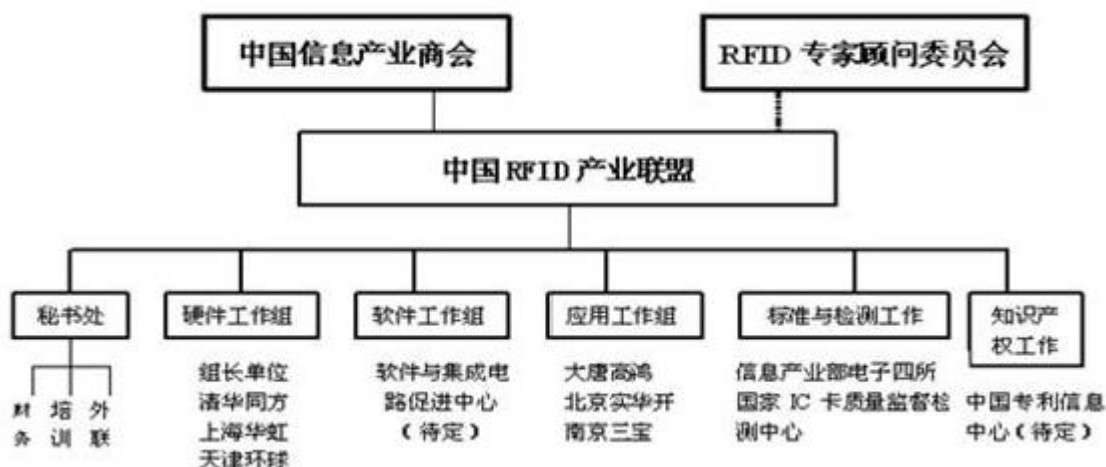 中国信息产业商会
RFID 专家顾问委员会
中国 RFID 产业联盟
秘书处
硬件工作组
软件工作组
应用工作组
标准与检测工作
知识产
权工作
财务
培训
外联
组长单位
清华同方
上海华虹
天津环球
软件与集成电
路促进中心
(待定)
大唐高鸿
北京实华开
南京三宝
信息产业部电子四所
国家 IC 卡质量监督检
测中心
中国专利信息
中心(待定)